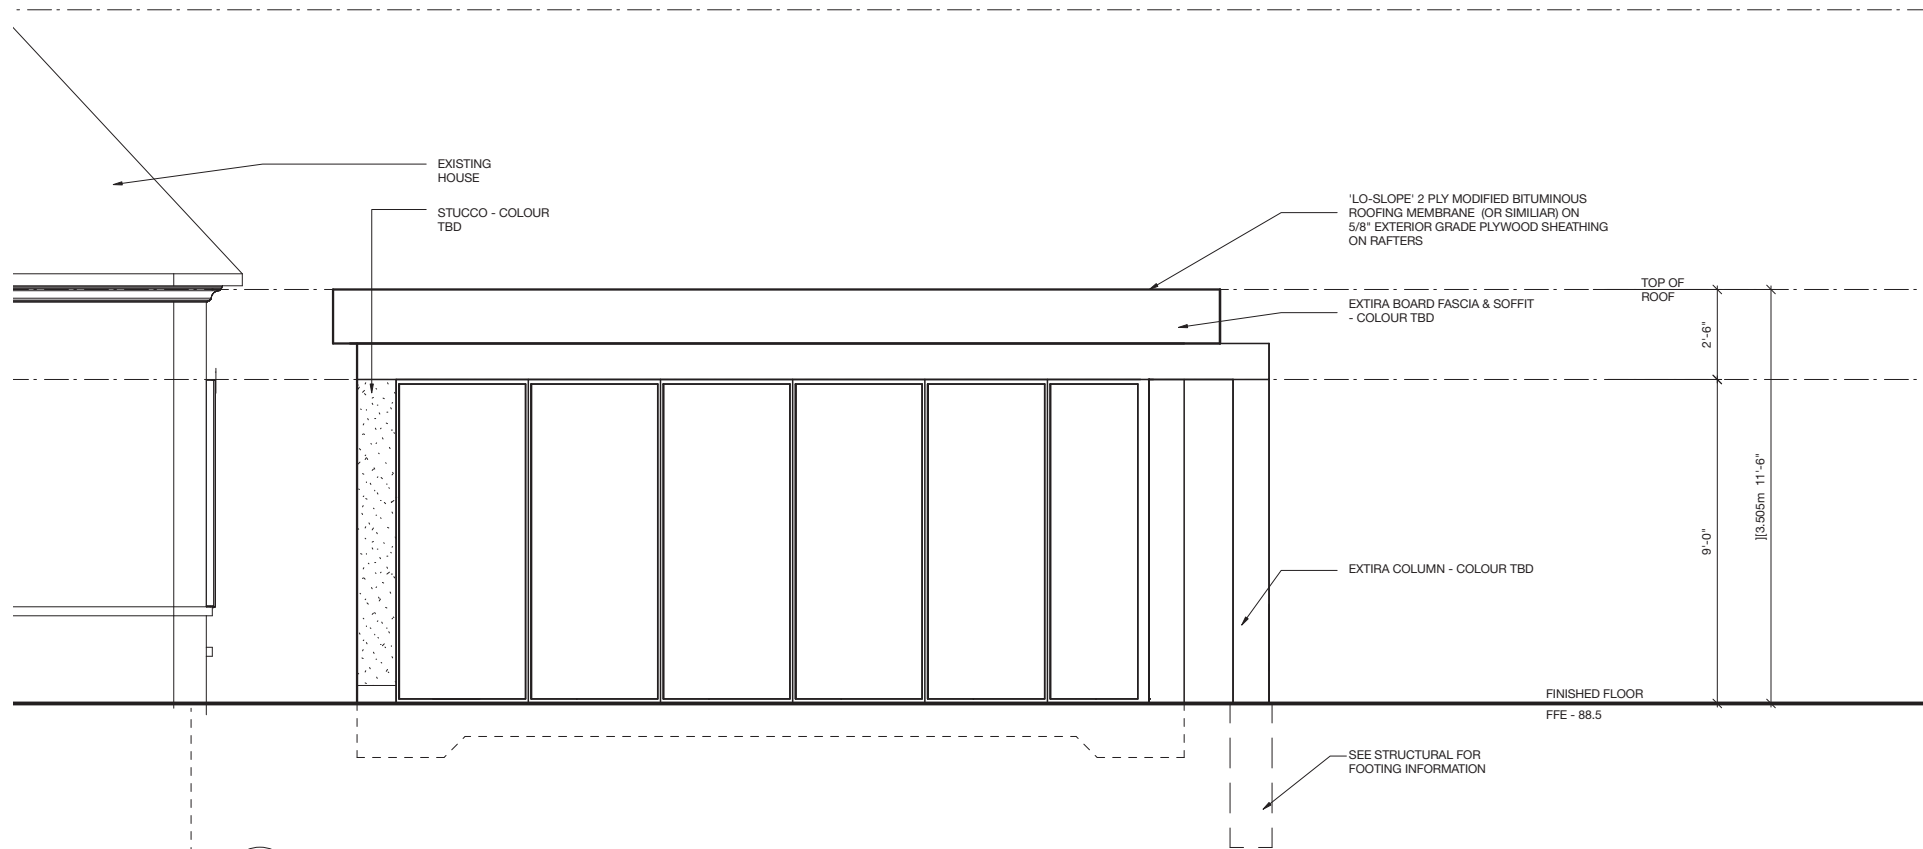 EXISTING
HOUSE
STUCCO - COLOUR
TBD
'LO-SLOPE' 2 PLY MODIFIED BITUMINOUS
ROOFING MEMBRANE (OR SIMILIAR) ON
5/8" EXTERIOR GRADE PLYWOOD SHEATHING
ON RAFTERS
TOP OF
ROOF
EXTIRA BOARD FASCIA & SOFFIT
- COLOUR TBD
2'-6"
][3.505m 11'-6"
9'-0"
EXTIRA COLUMN - COLOUR TBD
FINISHED FLOOR
FFE - 88.5
SEE STRUCTURAL FOR
FOOTING INFORMATION